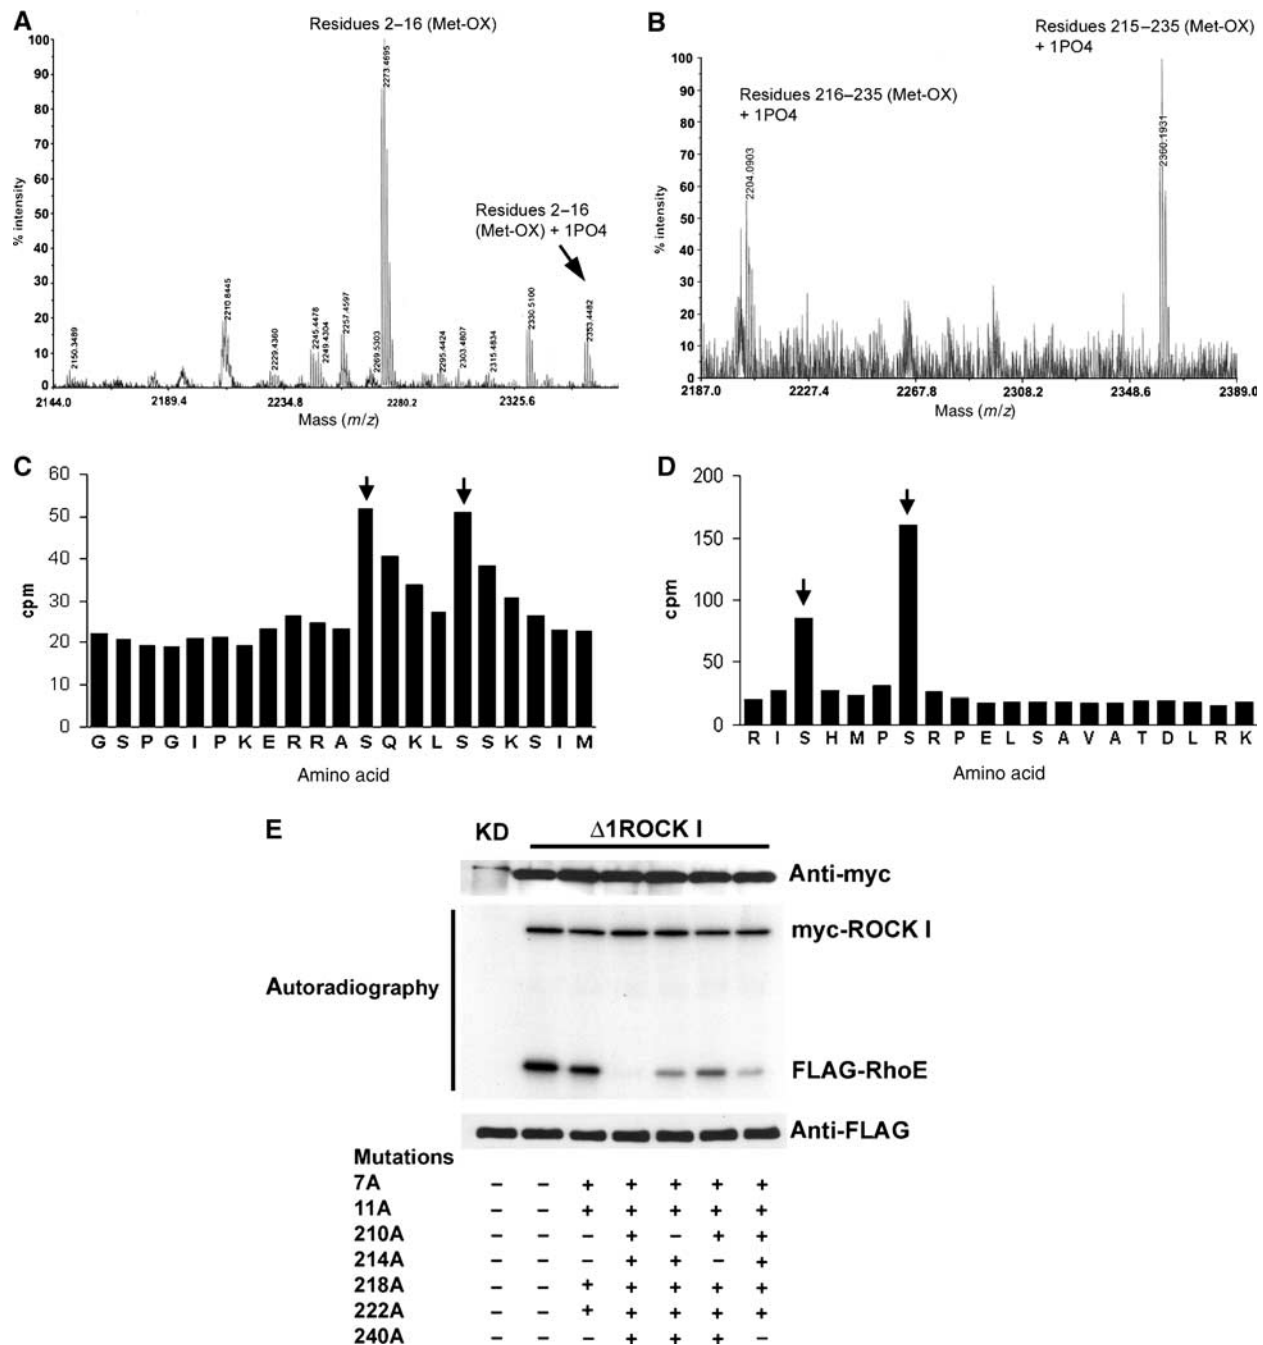 A
Residues 2–16 (Met-OX)
100
90
80
70
60
50
40
30
20
10
0
% intensity
2150.3489
2210.8445
2229.4360
2245.4478
2249.4304
2257.4597
2269.5303
2273.4695
2295.4424
2303.4807
2315.4834
2330.5100
2353.4482
Residues 2–16
(Met-OX) + 1PO4
2144.0 2189.4 2234.8 2280.2 2325.6
Mass (m/z)
B
Residues 215–235 (Met-OX)
+ 1PO4
Residues 216–235 (Met-OX)
+ 1PO4
100
90
80
70
60
50
40
30
20
10
0
% intensity
2204.0903
2360.1931
2187.0 2227.4 2267.8 2308.2 2348.6 2389.0
Mass (m/z)
C
60
50
40
30
20
10
0
cpm
G S P G I P K E R R A S Q K L S S K S I M
Amino acid
D
200
150
100
50
0
cpm
R I S H M P S R P E L S A V A T D L R K
Amino acid
E
KD Δ1ROCK I
Anti-myc
myc-ROCK I
Autoradiography
FLAG-RhoE
Anti-FLAG
Mutations
7A – – + + + + +
11A – – + + + + +
210A – – – + – + +
214A – – – + + – +
218A – – + + + + +
222A – – + + + + +
240A – – – + + + –